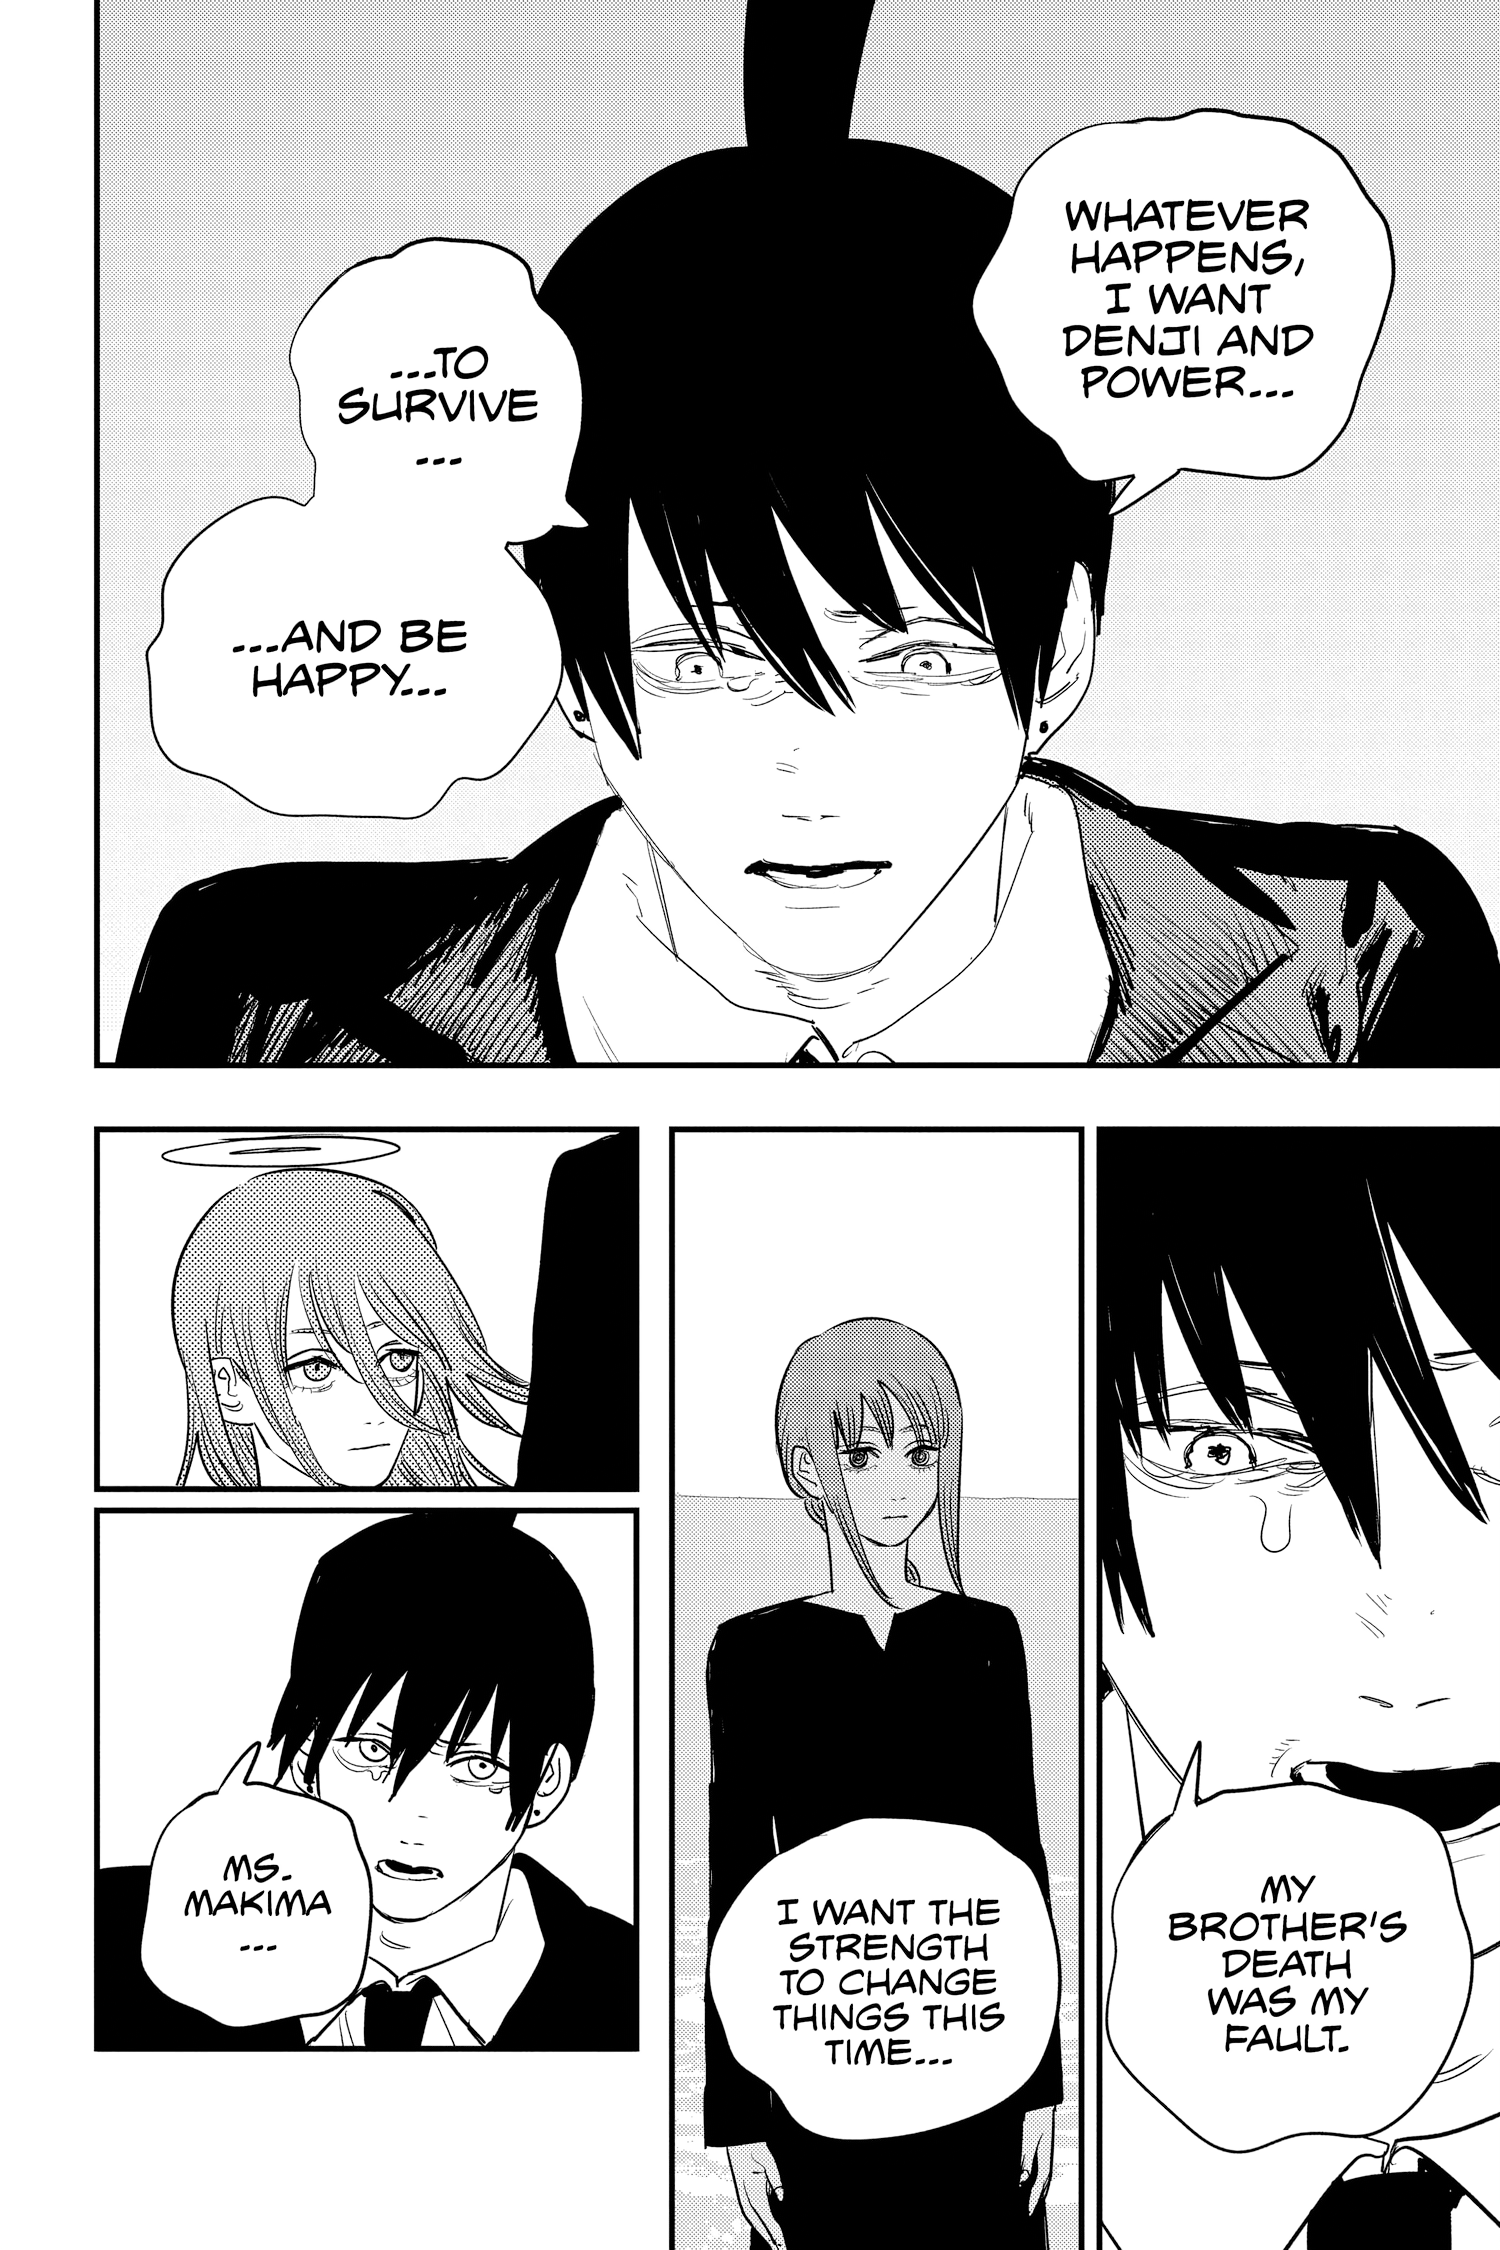 WHATEVER
HAPPENS,
I WANT
DENJI AND
POWER...
...TO
SURVIVE
...
...AND BE
HAPPY...
MY
BROTHER'S
DEATH
WAS MY
FAULT.
I WANT THE
STRENGTH
TO CHANGE
THINGS THIS
TIME...
MS.
MAKIMA
...